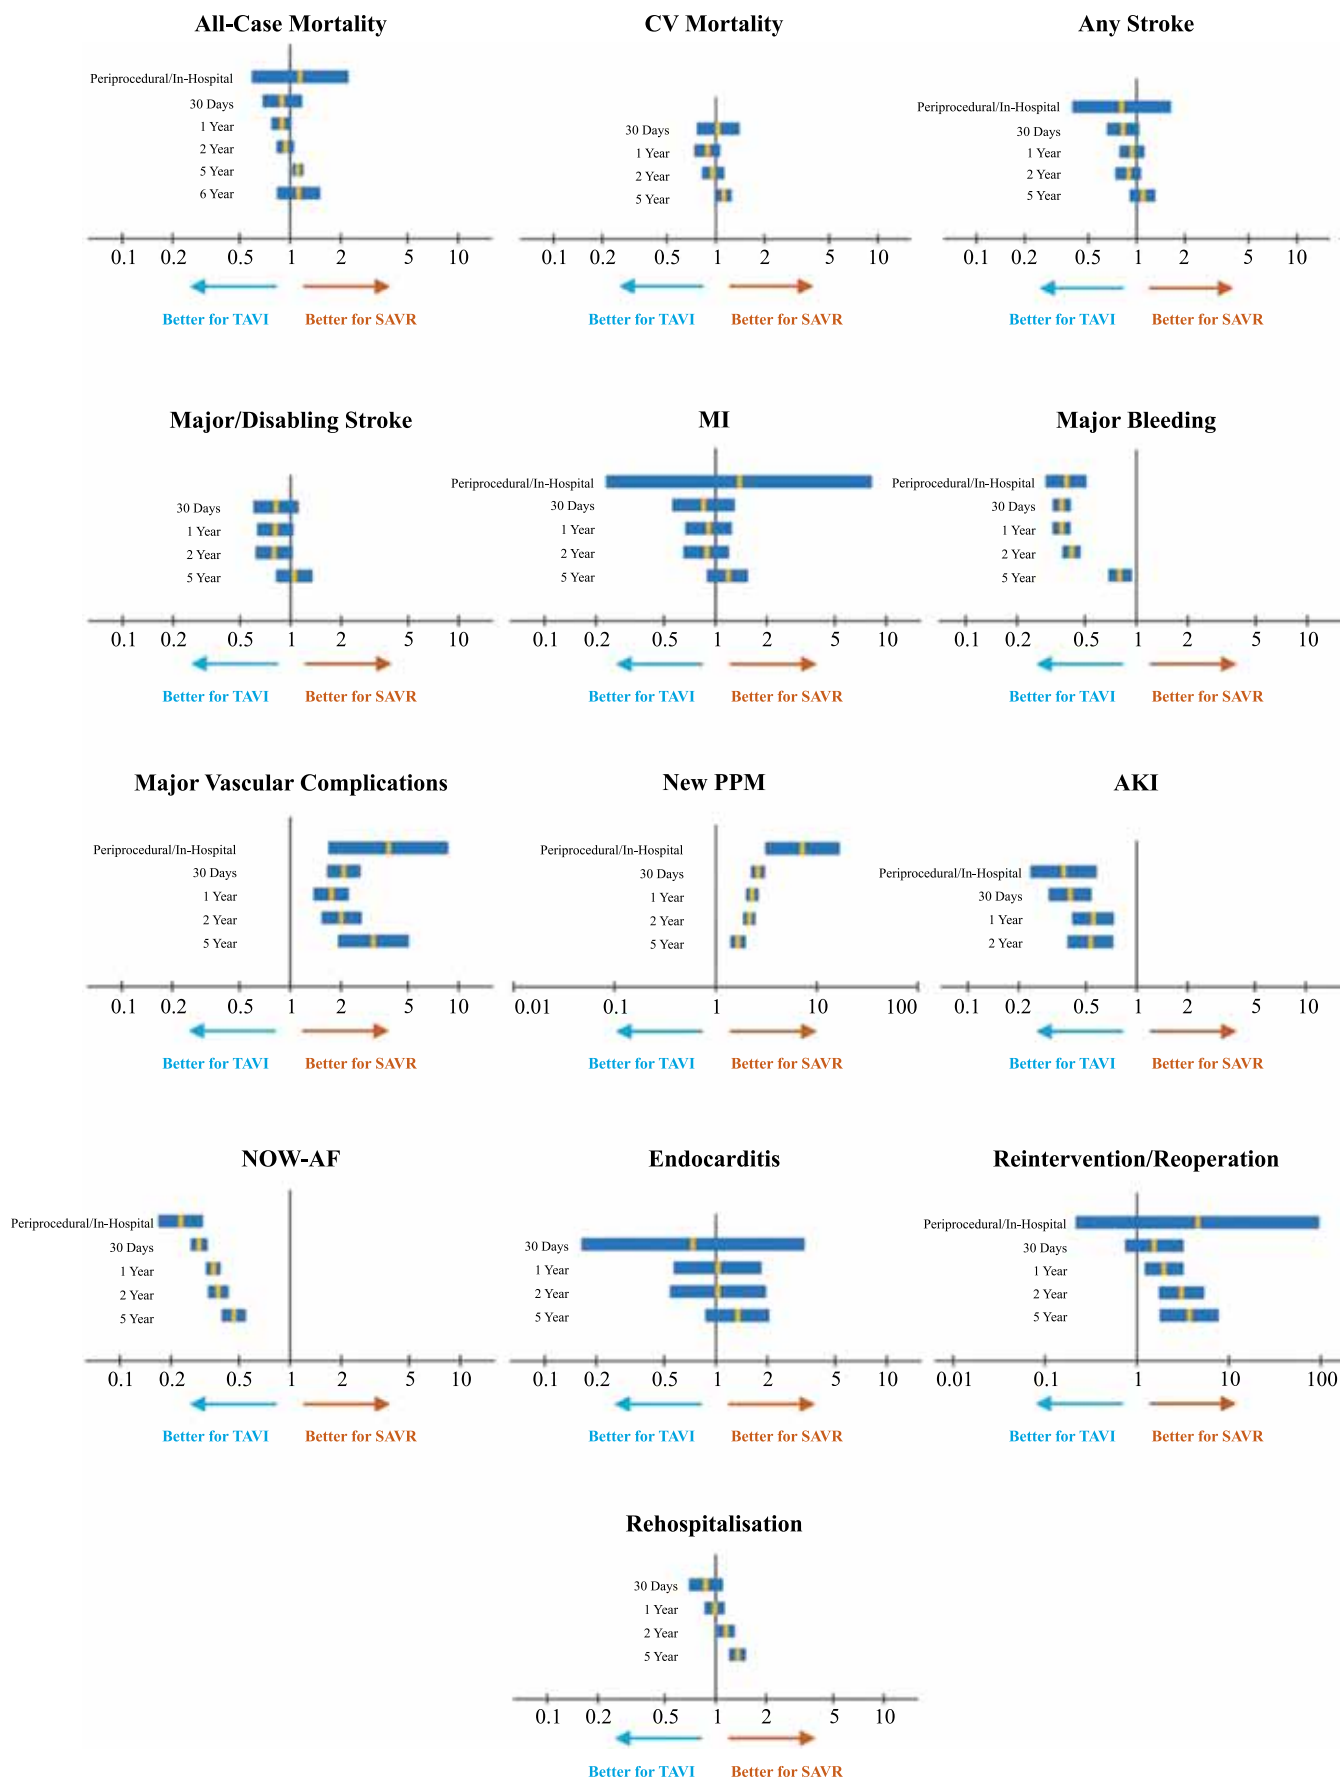 All-Case Mortality
Periprocedural/In-Hospital
30 Days
1 Year
2 Year
5 Year
6 Year
0.1 0.2 0.5 1 2 5 10
Better for TAVI Better for SAVR
CV Mortality
30 Days
1 Year
2 Year
5 Year
0.1 0.2 0.5 1 2 5 10
Better for TAVI Better for SAVR
Any Stroke
Periprocedural/In-Hospital
30 Days
1 Year
2 Year
5 Year
0.1 0.2 0.5 1 2 5 10
Better for TAVI Better for SAVR
Major/Disabling Stroke
30 Days
1 Year
2 Year
5 Year
0.1 0.2 0.5 1 2 5 10
Better for TAVI Better for SAVR
MI
Periprocedural/In-Hospital
30 Days
1 Year
2 Year
5 Year
0.1 0.2 0.5 1 2 5 10
Better for TAVI Better for SAVR
Major Bleeding
Periprocedural/In-Hospital
30 Days
1 Year
2 Year
5 Year
0.1 0.2 0.5 1 2 5 10
Better for TAVI Better for SAVR
Major Vascular Complications
Periprocedural/In-Hospital
30 Days
1 Year
2 Year
5 Year
0.1 0.2 0.5 1 2 5 10
Better for TAVI Better for SAVR
New PPM
Periprocedural/In-Hospital
30 Days
1 Year
2 Year
5 Year
0.01 0.1 1 10 100
Better for TAVI Better for SAVR
AKI
Periprocedural/In-Hospital
30 Days
1 Year
2 Year
0.1 0.2 0.5 1 2 5 10
Better for TAVI Better for SAVR
NOW-AF
Periprocedural/In-Hospital
30 Days
1 Year
2 Year
5 Year
0.1 0.2 0.5 1 2 5 10
Better for TAVI Better for SAVR
Endocarditis
30 Days
1 Year
2 Year
5 Year
0.1 0.2 0.5 1 2 5 10
Better for TAVI Better for SAVR
Reintervention/Reoperation
Periprocedural/In-Hospital
30 Days
1 Year
2 Year
5 Year
0.01 0.1 1 10 100
Better for TAVI Better for SAVR
Rehospitalisation
30 Days
1 Year
2 Year
5 Year
0.1 0.2 0.5 1 2 5 10
Better for TAVI Better for SAVR